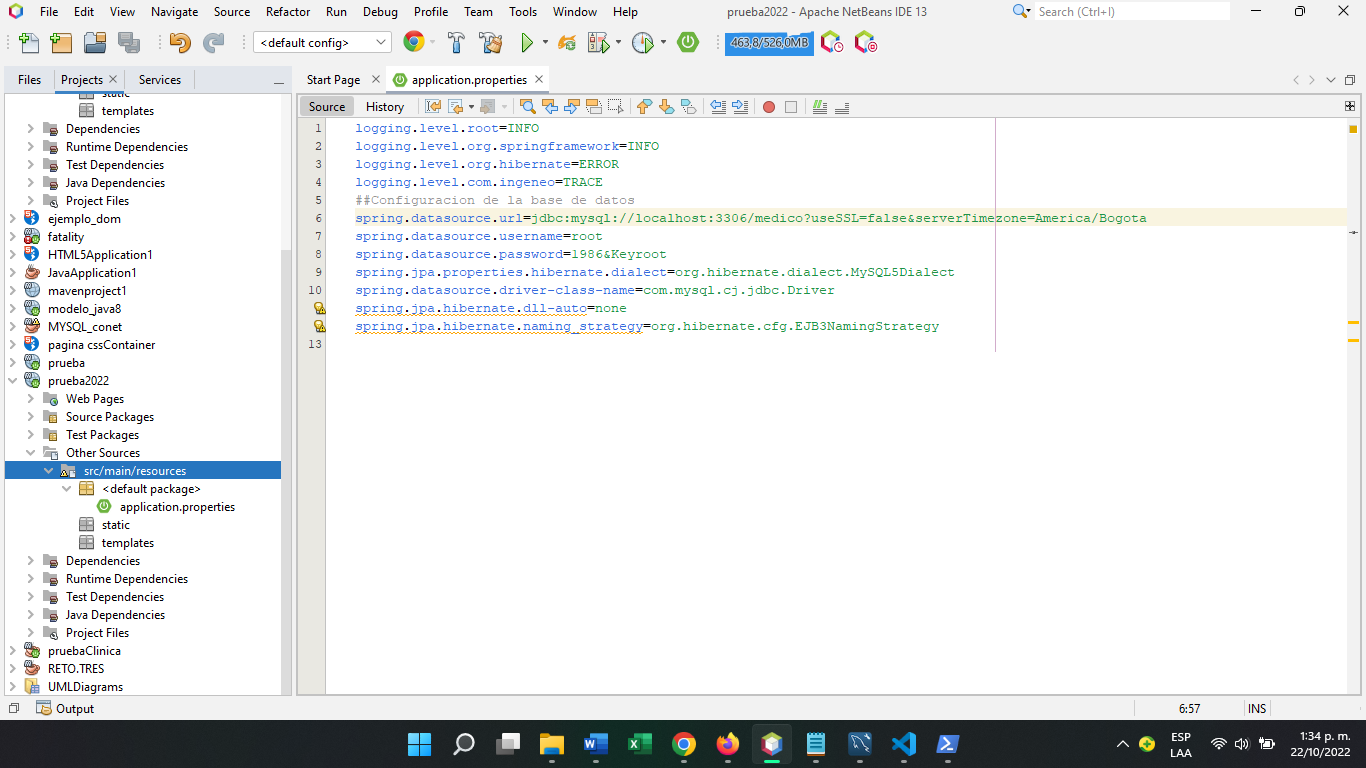 File Edit View Navigate Source Refactor Run Debug Profile Team Tools Window Help
prueba2022 - Apache NetBeans IDE 13
Search (Ctrl+I)
<default config>
463,8/526,0MB
Files Projects Services
static
templates
Dependencies
Runtime Dependencies
Test Dependencies
Java Dependencies
Project Files
ejemplo_dom
fatality
HTML5Application1
JavaApplication1
mavenproject1
modelo_java8
MYSQL_conet
pagina cssContainer
prueba
prueba2022
Web Pages
Source Packages
Test Packages
Other Sources
src/main/resources
<default package>
application.properties
static
templates
Dependencies
Runtime Dependencies
Test Dependencies
Java Dependencies
Project Files
pruebaClinica
RETO.TRES
UMLDiagrams
Start Page application.properties
Source History
1 logging.level.root=INFO
2 logging.level.org.springframework=INFO
3 logging.level.org.hibernate=ERROR
4 logging.level.com.ingeneo=TRACE
5 ##Configuracion de la base de datos
6 spring.datasource.url=jdbc:mysql://localhost:3306/medico?useSSL=false&serverTimezone=America/Bogota
7 spring.datasource.username=root
8 spring.datasource.password=1986&Keyroot
9 spring.jpa.properties.hibernate.dialect=org.hibernate.dialect.MySQL5Dialect
10 spring.datasource.driver-class-name=com.mysql.cj.jdbc.Driver
spring.jpa.hibernate.dll-auto=none
spring.jpa.hibernate.naming_strategy=org.hibernate.cfg.EJB3NamingStrategy
13
Output
6:57 INS
ESP
LAA
1:34 p. m.
22/10/2022